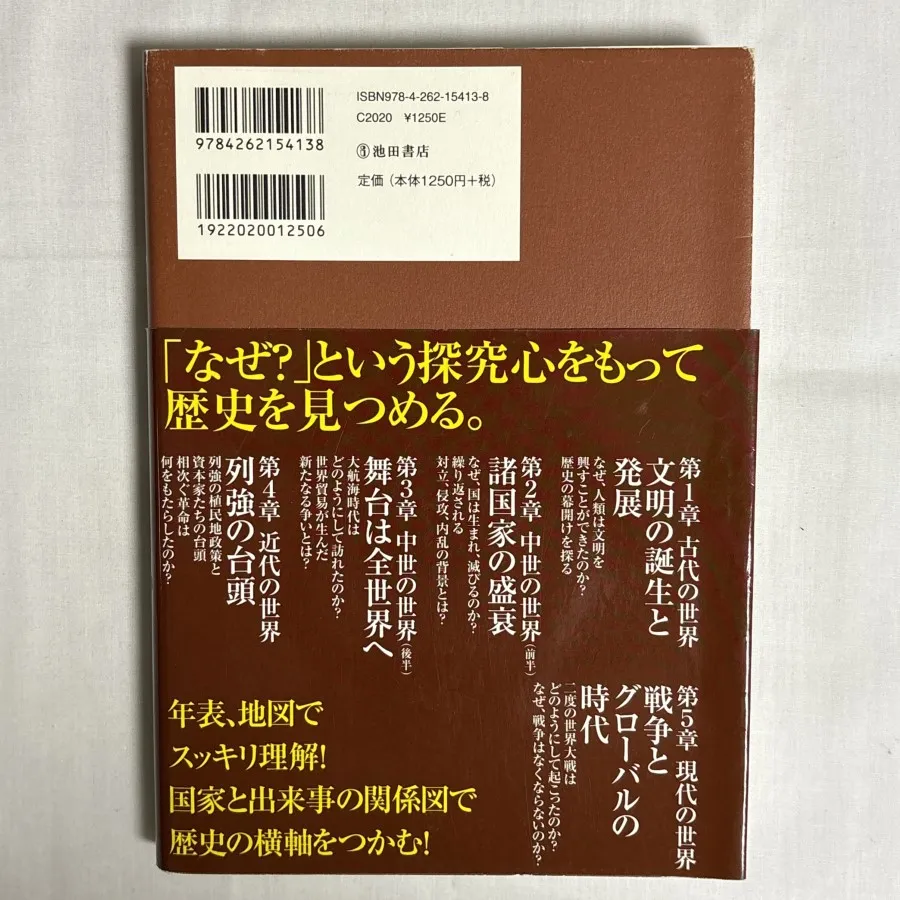 ISBN978-4-262-15413-8
C2020 ¥1250E
9784262154138
池田書店
定価（本体1250円+税）
1922020012506
「なぜ?」という探究心をもって
歴史を見つめる。
第1章 古代の世界
文明の誕生と
発展
なぜ、人類は文明を
興すことができたのか?
歴史の幕開けを探る
第2章 中世の世界（前半）
諸国家の盛衰
なぜ、国は生まれ、滅びるのか?
繰り返される
対立、侵攻、内乱の背景とは?
第3章 中世の世界（後半）
舞台は全世界へ
大航海時代は
どのようにして訪れたのか?
世界貿易が生んだ
新たなる争いとは?
第4章 近代の世界
列強の台頭
列強の植民地政策と
資本家たちの台頭
相次ぐ革命は
何をもたらしたのか?
第5章 現代の世界
戦争と
グローバルの
時代
二度の世界大戦は
どのようにして起こったのか?
なぜ、戦争はなくならないのか?
年表、地図で
スッキリ理解!
国家と出来事の関係図で
歴史の横軸をつかむ!